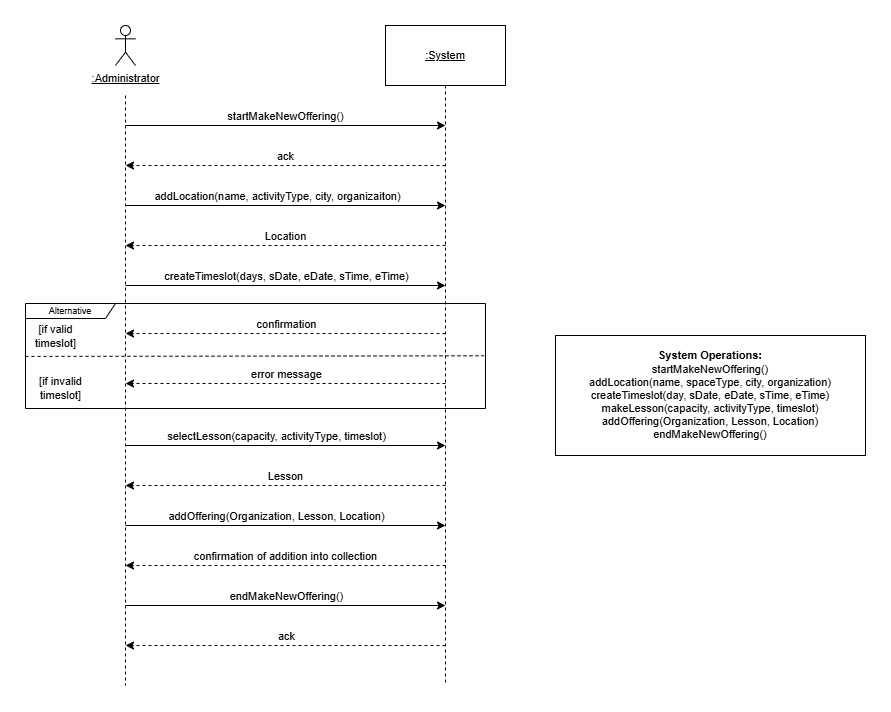 :Administrator
:System
startMakeNewOffering()
ack
addLocation(name, activityType, city, organizaiton)
Location
createTimeslot(days, sDate, eDate, sTime, eTime)
Alternative
[if valid
timeslot]
confirmation
[if invalid
timeslot]
error message
selectLesson(capacity, activityType, timeslot)
Lesson
addOffering(Organization, Lesson, Location)
confirmation of addition into collection
endMakeNewOffering()
ack
System Operations:
startMakeNewOffering()
addLocation(name, spaceType, city, organization)
createTimeslot(day, sDate, eDate, sTime, eTime)
makeLesson(capacity, activityType, timeslot)
addOffering(Organization, Lesson, Location)
endMakeNewOffering()